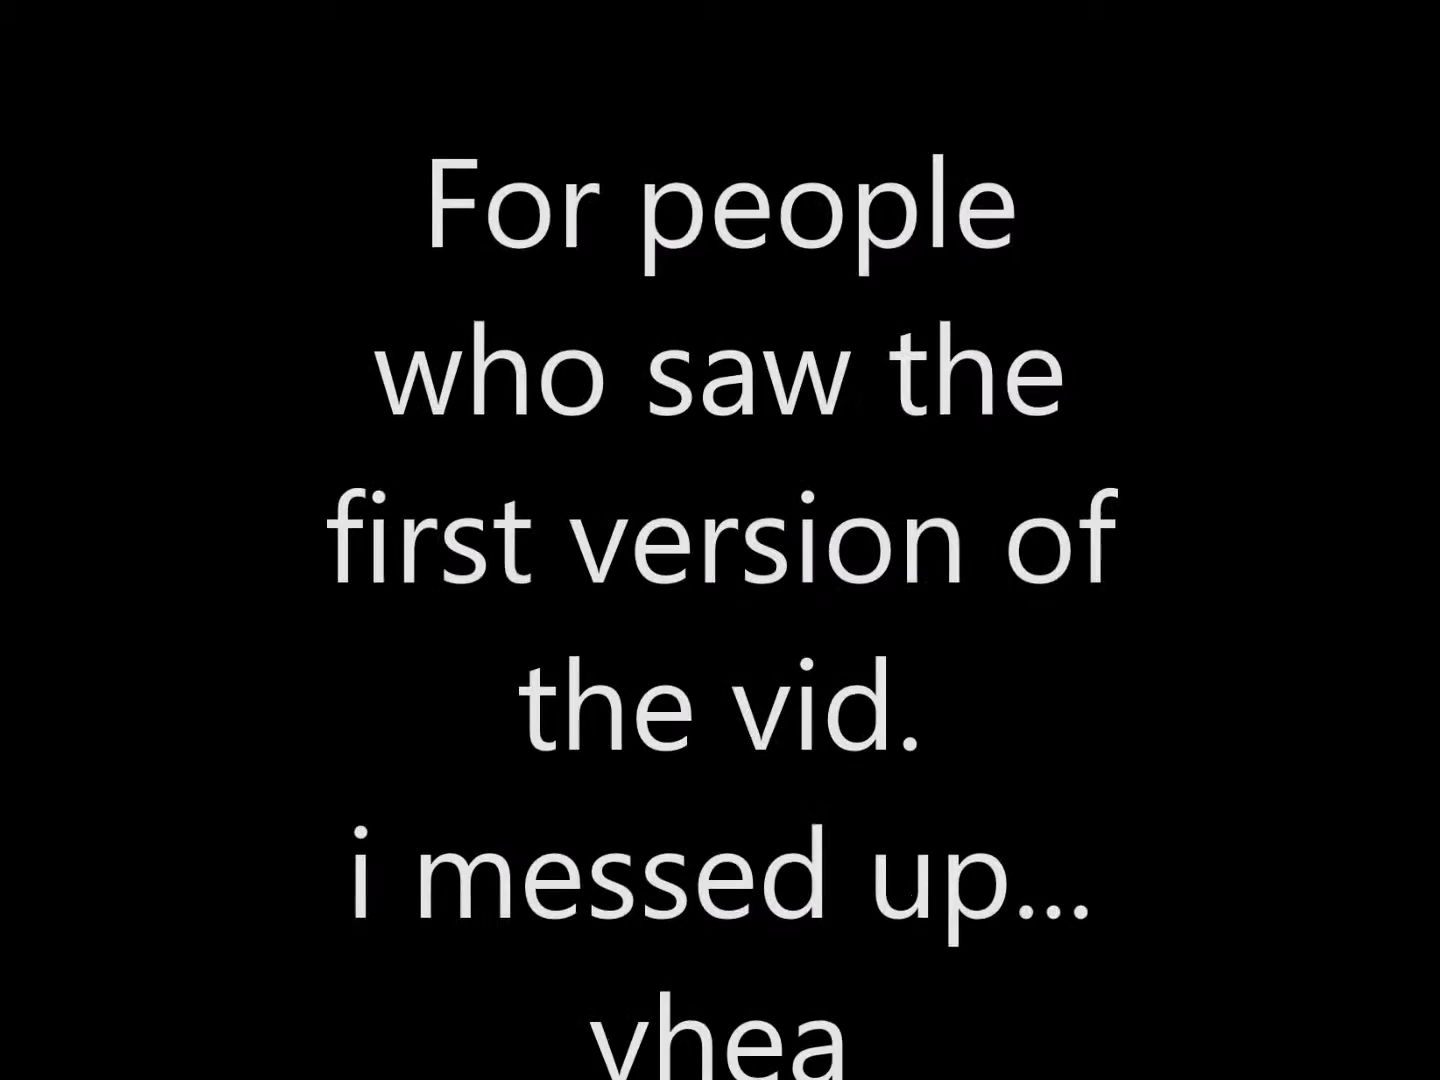 For people
who saw the
first version of
the vid.
i messed up...
yhea